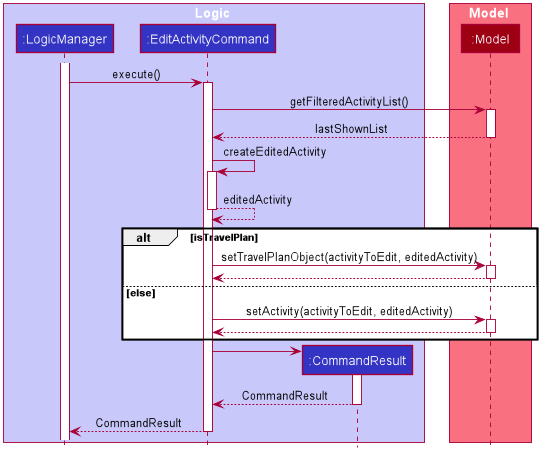 Logic
Model
:LogicManager
:EditActivityCommand
:Model
execute()
getFilteredActivityList()
lastShownList
createEditedActivity
editedActivity
alt
[isTravelPlan]
setTravelPlanObject(activityToEdit, editedActivity)
[else]
setActivity(activityToEdit, editedActivity)
:CommandResult
CommandResult
CommandResult